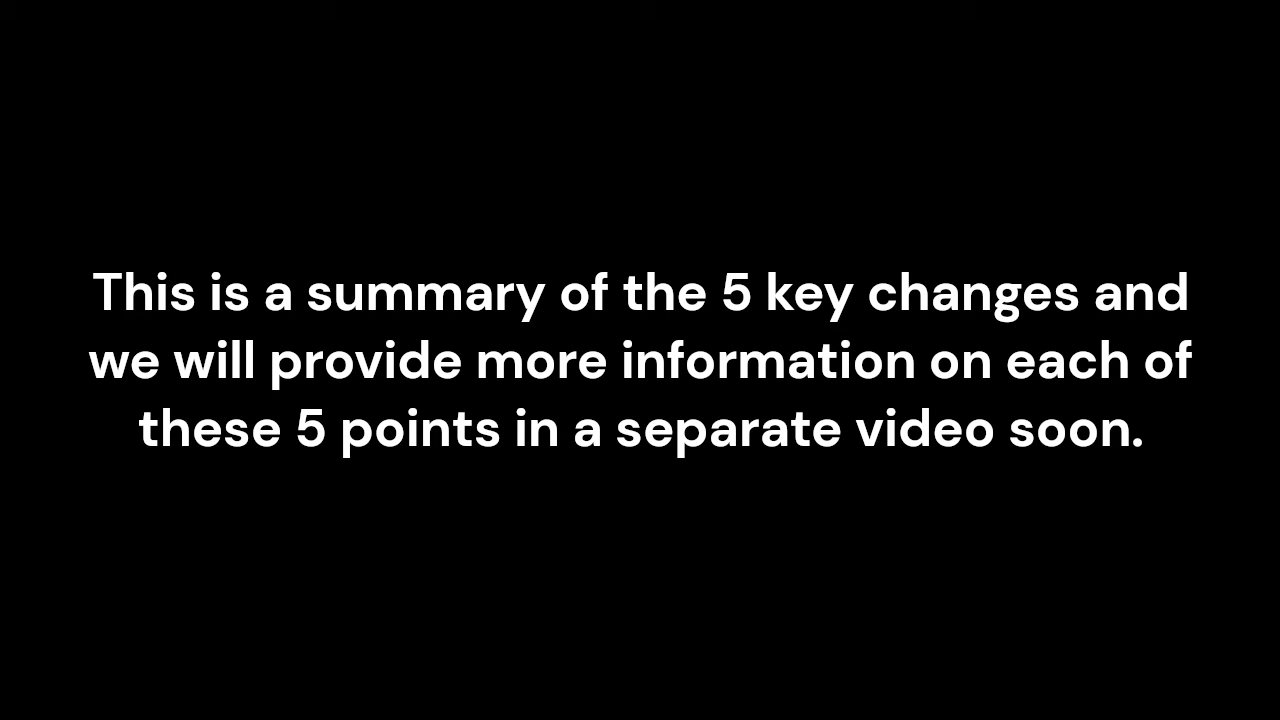 This is a summary of the 5 key changes and
we will provide more information on each of
these 5 points in a separate video soon.